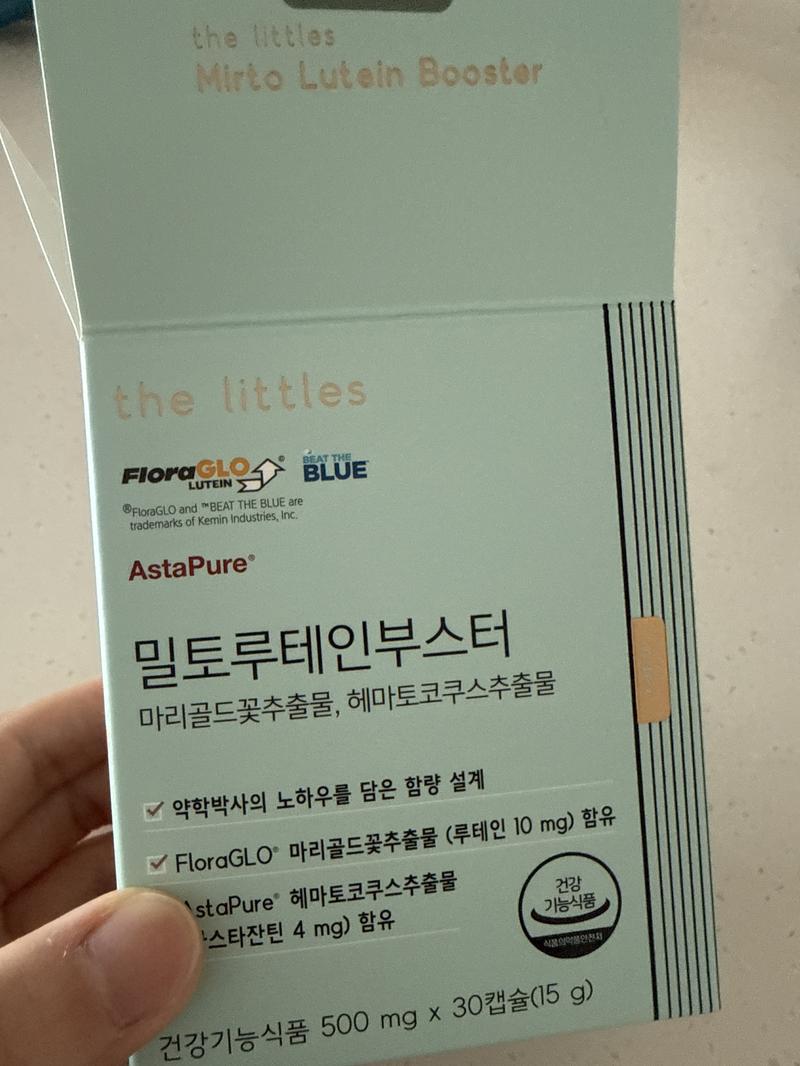 the littles
Mirto Lutein Booster
the littles
FloraGLO® LUTEIN
BEAT THE BLUE™
®FloraGLO and ™BEAT THE BLUE are
trademarks of Kemin Industries, Inc.
AstaPure®
밀토루테인부스터
마리골드꽃추출물, 헤마토코쿠스추출물
약학박사의 노하우를 담은 함량 설계
FloraGLO® 마리골드꽃추출물 (루테인 10 mg) 함유
AstaPure® 헤마토코쿠스추출물
스타잔틴 4 mg) 함유
건강
기능식품
식품의약품안전처
건강기능식품 500 mg x 30캡슐(15 g)